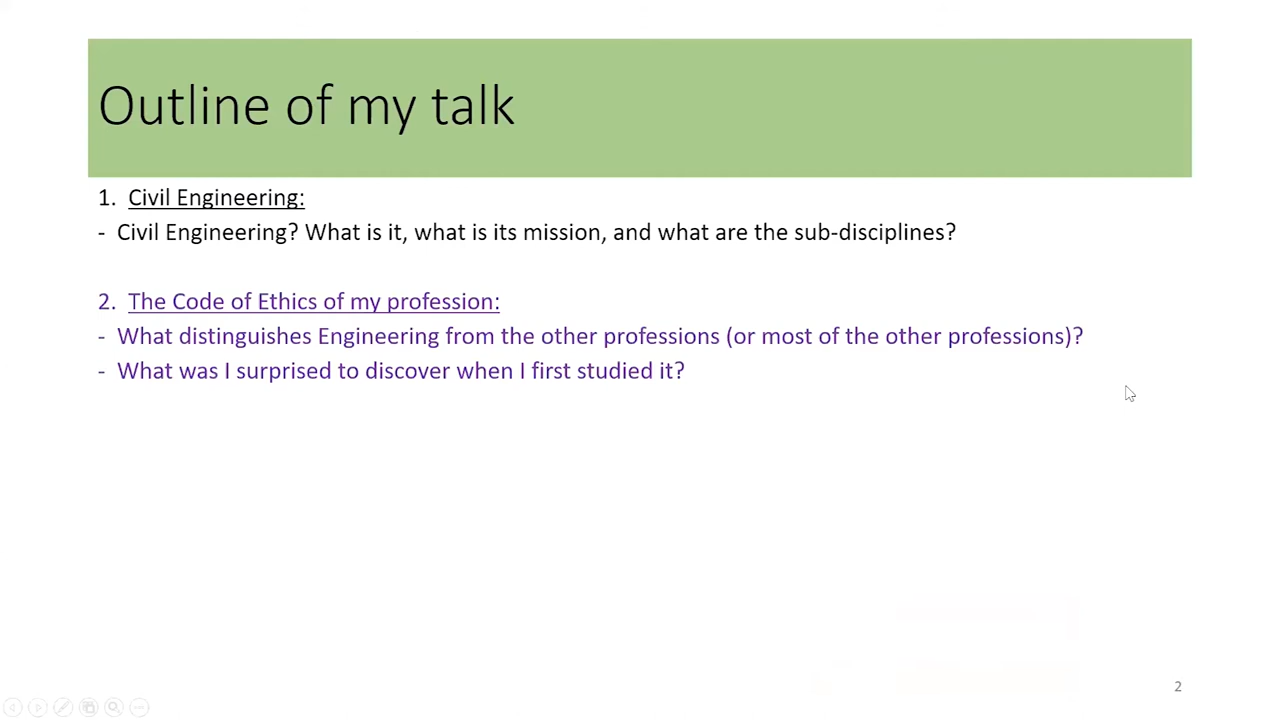 Outline of my talk
1. Civil Engineering:
- Civil Engineering? What is it, what is its mission, and what are the sub-disciplines?
2. The Code of Ethics of my profession:
- What distinguishes Engineering from the other professions (or most of the other professions)?
- What was I surprised to discover when I first studied it?
2